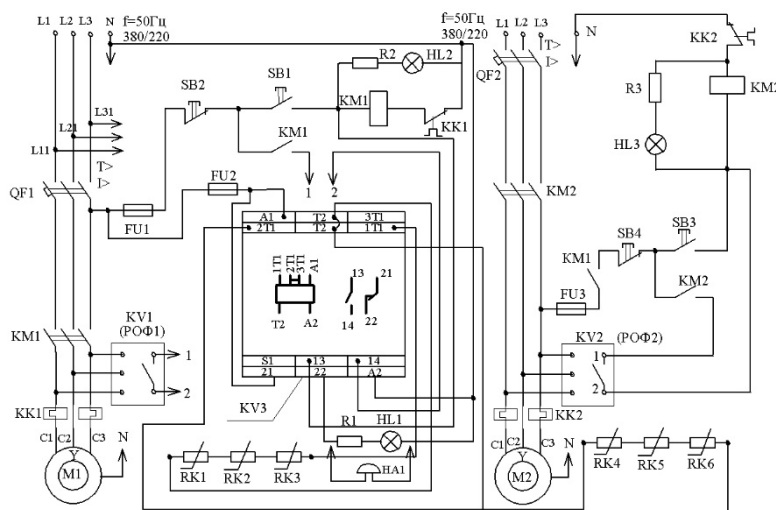 L1 L2 L3 N f=50Гц 380/220
L1 L2 L3 N
f=50Гц
380/220
T>
I>
QF2
KK2
R2 HL2
SB2 SB1
KM1
KK1
R3
KM2
HL3
L31
L21
L11
T>
I>
QF1
KM1
1 2
FU1
FU2
KM2
A1 T2 3T1
2T1 T2 1T1
1T1 2T1 3T1 A1
T2 A2
13 21
14 22
SB4 SB3
KM1
KM2
FU3
KV1
(РОФ1)
KM1
1
2
KV2 (РОФ2)
1
2
S1 13 14
21 22 A2
KV3
KK1
KK2
R1 HL1
C1 C2 C3 N
Y
M1
RK1 RK2 RK3
HA1
C1 C2 C3 N
Y
M2
RK4 RK5 RK6